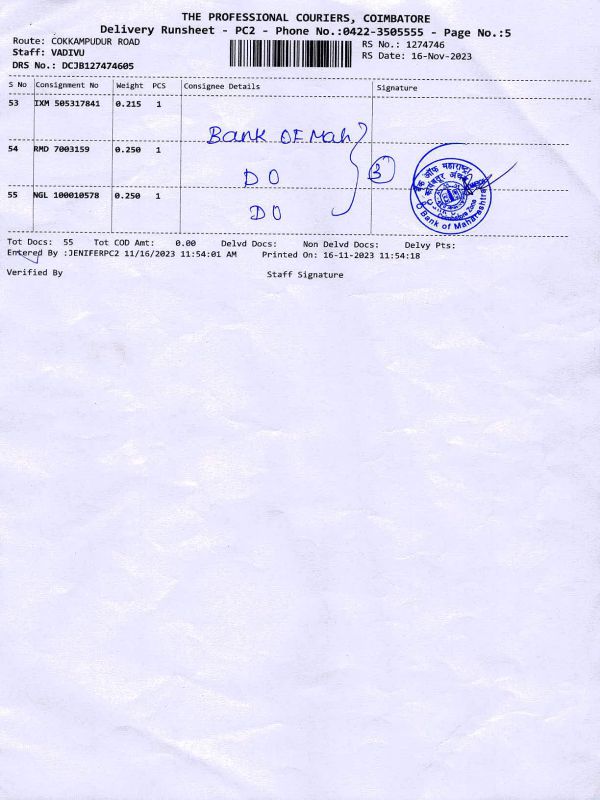 THE PROFESSIONAL COURIERS, COIMBATORE
Delivery Runsheet - PC2 - Phone No.:0422-3505555 - Page No.:5
Route: COKKAMPUDUR ROAD RS No.: 1274746
Staff: VADIVU RS Date: 16-Nov-2023
DRS No.: DCJB127474605
S No Consignment No Weight PCS Consignee Details Signature
53 IXM 505317841 0.215 1
Bank OF Mah
54 RMD 7003159 0.250 1
DO 3
बैंक ऑफ महाराष्ट्र
Bank of Maharashtra
55 NGL 100010578 0.250 1
DO
Tot Docs: 55 Tot COD Amt: 0.00 Delvd Docs: Non Delvd Docs: Delvy Pts:
Entered By :JENIFERPC2 11/16/2023 11:54:01 AM Printed On: 16-11-2023 11:54:18
Verified By Staff Signature